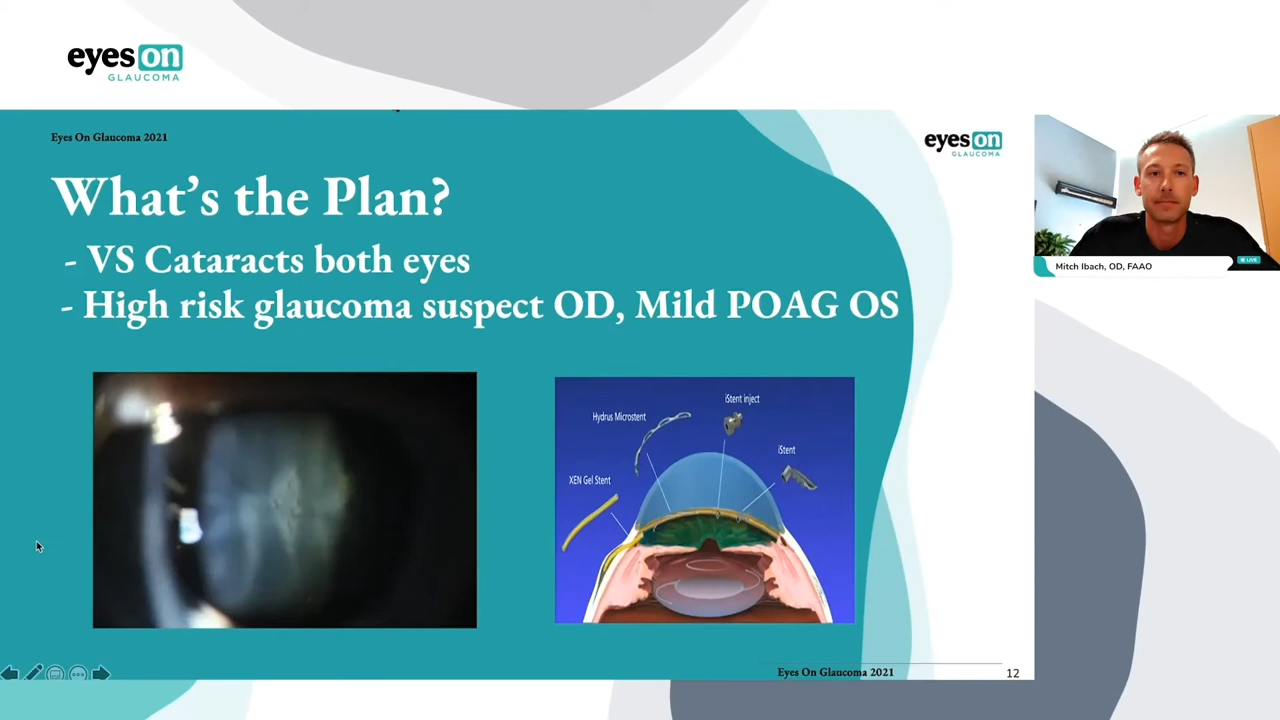 eyes on
GLAUCOMA
Eyes On Glaucoma 2021
eyes on
GLAUCOMA
What's the Plan?
- VS Cataracts both eyes
- High risk glaucoma suspect OD, Mild POAG OS
Hydrus Microstent
iStent inject
iStent
XEN Gel Stent
Mitch Ibach, OD, FAAO
LIVE
Eyes On Glaucoma 2021
12